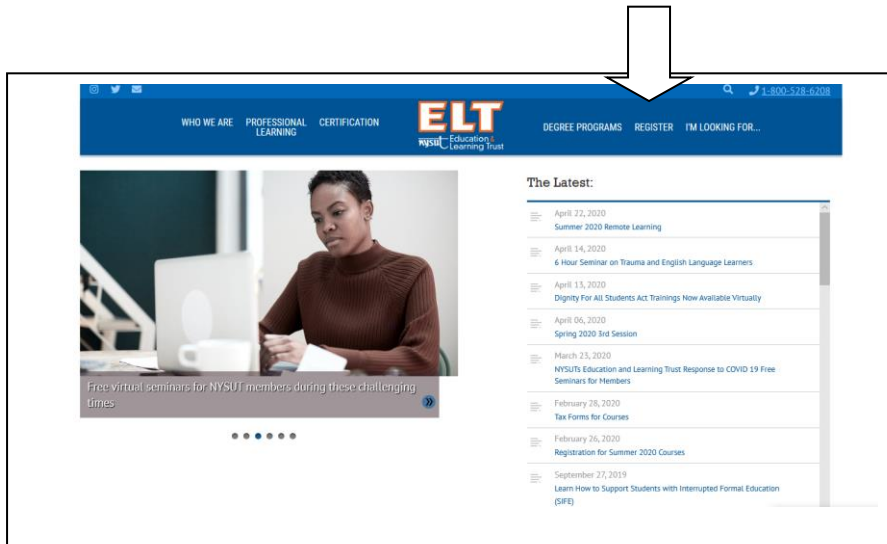 1-800-528-6208
WHO WE ARE
PROFESSIONAL
LEARNING
CERTIFICATION
ELT
nysut Education &
Learning Trust
DEGREE PROGRAMS
REGISTER
I'M LOOKING FOR...
Free virtual seminars for NYSUT members during these challenging
times
The Latest:
April 22, 2020
Summer 2020 Remote Learning
April 14, 2020
6 Hour Seminar on Trauma and English Language Learners
April 13, 2020
Dignity For All Students Act Trainings Now Available Virtually
April 06, 2020
Spring 2020 3rd Session
March 23, 2020
NYSUTs Education and Learning Trust Response to COVID 19 Free
Seminars for Members
February 28, 2020
Tax Forms for Courses
February 26, 2020
Registration for Summer 2020 Courses
September 27, 2019
Learn How to Support Students with Interrupted Formal Education
(SIFE)